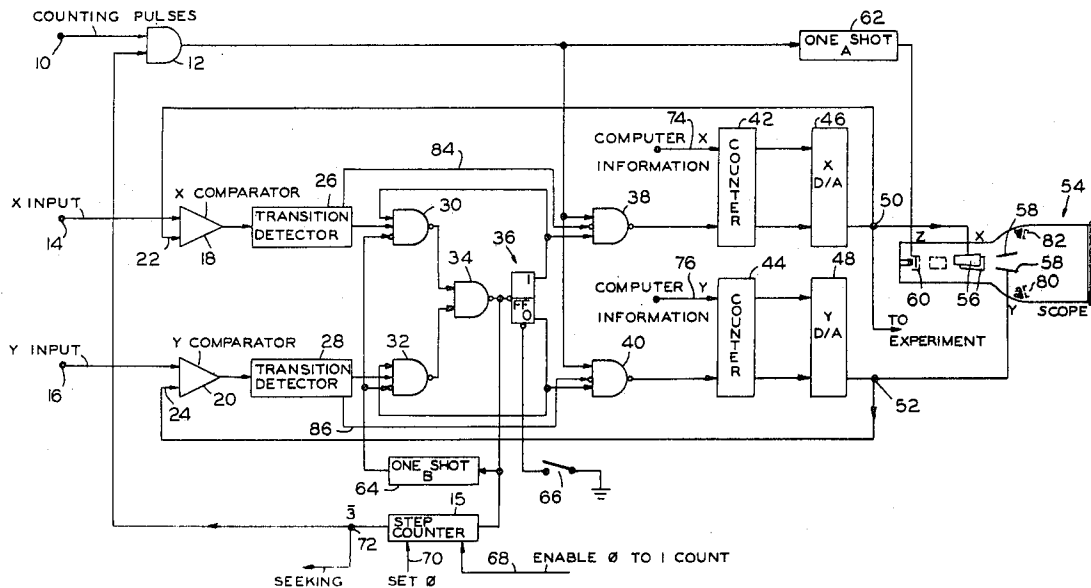 COUNTING PULSES
10
12
62
ONE SHOT
A
X INPUT
14
22
X COMPARATOR
18
26
TRANSITION
DETECTOR
84
30
34
36
1
FF
0
38
COMPUTER X
INFORMATION
74
42
COUNTER
46
X
D/A
50
54
58
82
Z
X
58
60
56
80
Y
SCOPE
TO
EXPERIMENT
Y INPUT
16
24
Y COMPARATOR
20
28
TRANSITION
DETECTOR
86
32
40
COMPUTER Y
INFORMATION
76
44
COUNTER
48
Y
D/A
52
ONE SHOT
B
64
66
3̅
72
15
STEP
COUNTER
SEEKING
70
SET Ø
68
ENABLE Ø TO 1 COUNT